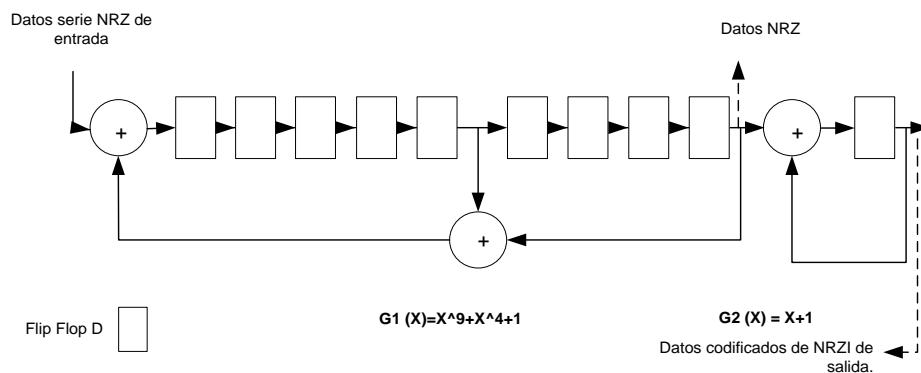 Datos serie NRZ de
entrada
Datos NRZ
+
+
+
Flip Flop D
G1 (X)=X^9+X^4+1
G2 (X) = X+1
Datos codificados de NRZI de
salida.